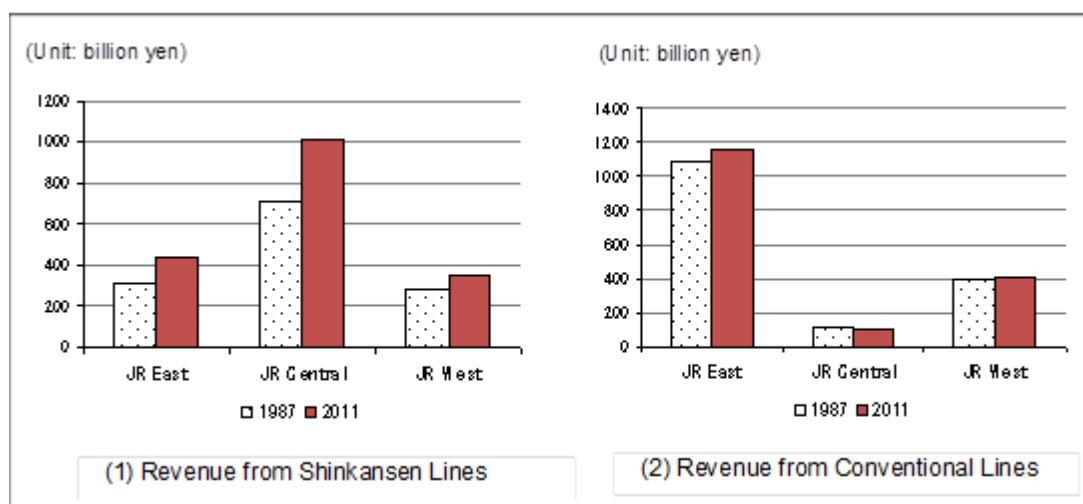 (Unit: billion yen)
1200
1000
800
600
400
200
0
JR East
JR Central
JR West
1987
2011
(1) Revenue from Shinkansen Lines
(Unit: billion yen)
1400
1200
1000
800
600
400
200
0
JR East
JR Central
JR West
1987
2011
(2) Revenue from Conventional Lines